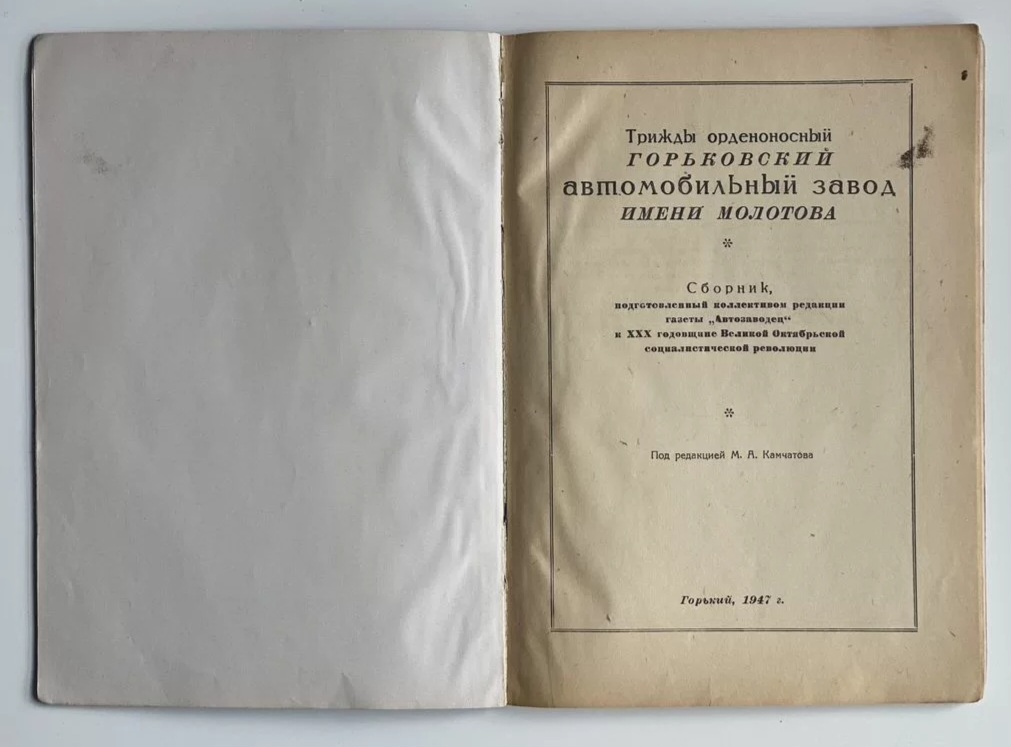 Трижды орденоносный
ГОРЬКОВСКИЙ
автомобильный завод
ИМЕНИ МОЛОТОВА
Сборник,
подготовленный коллективом редакции
газеты „Автозаводец“
к XXX годовщине Великой Октябрьской
социалистической революции
Под редакцией М. А. Камчатова
Горький, 1947 г.